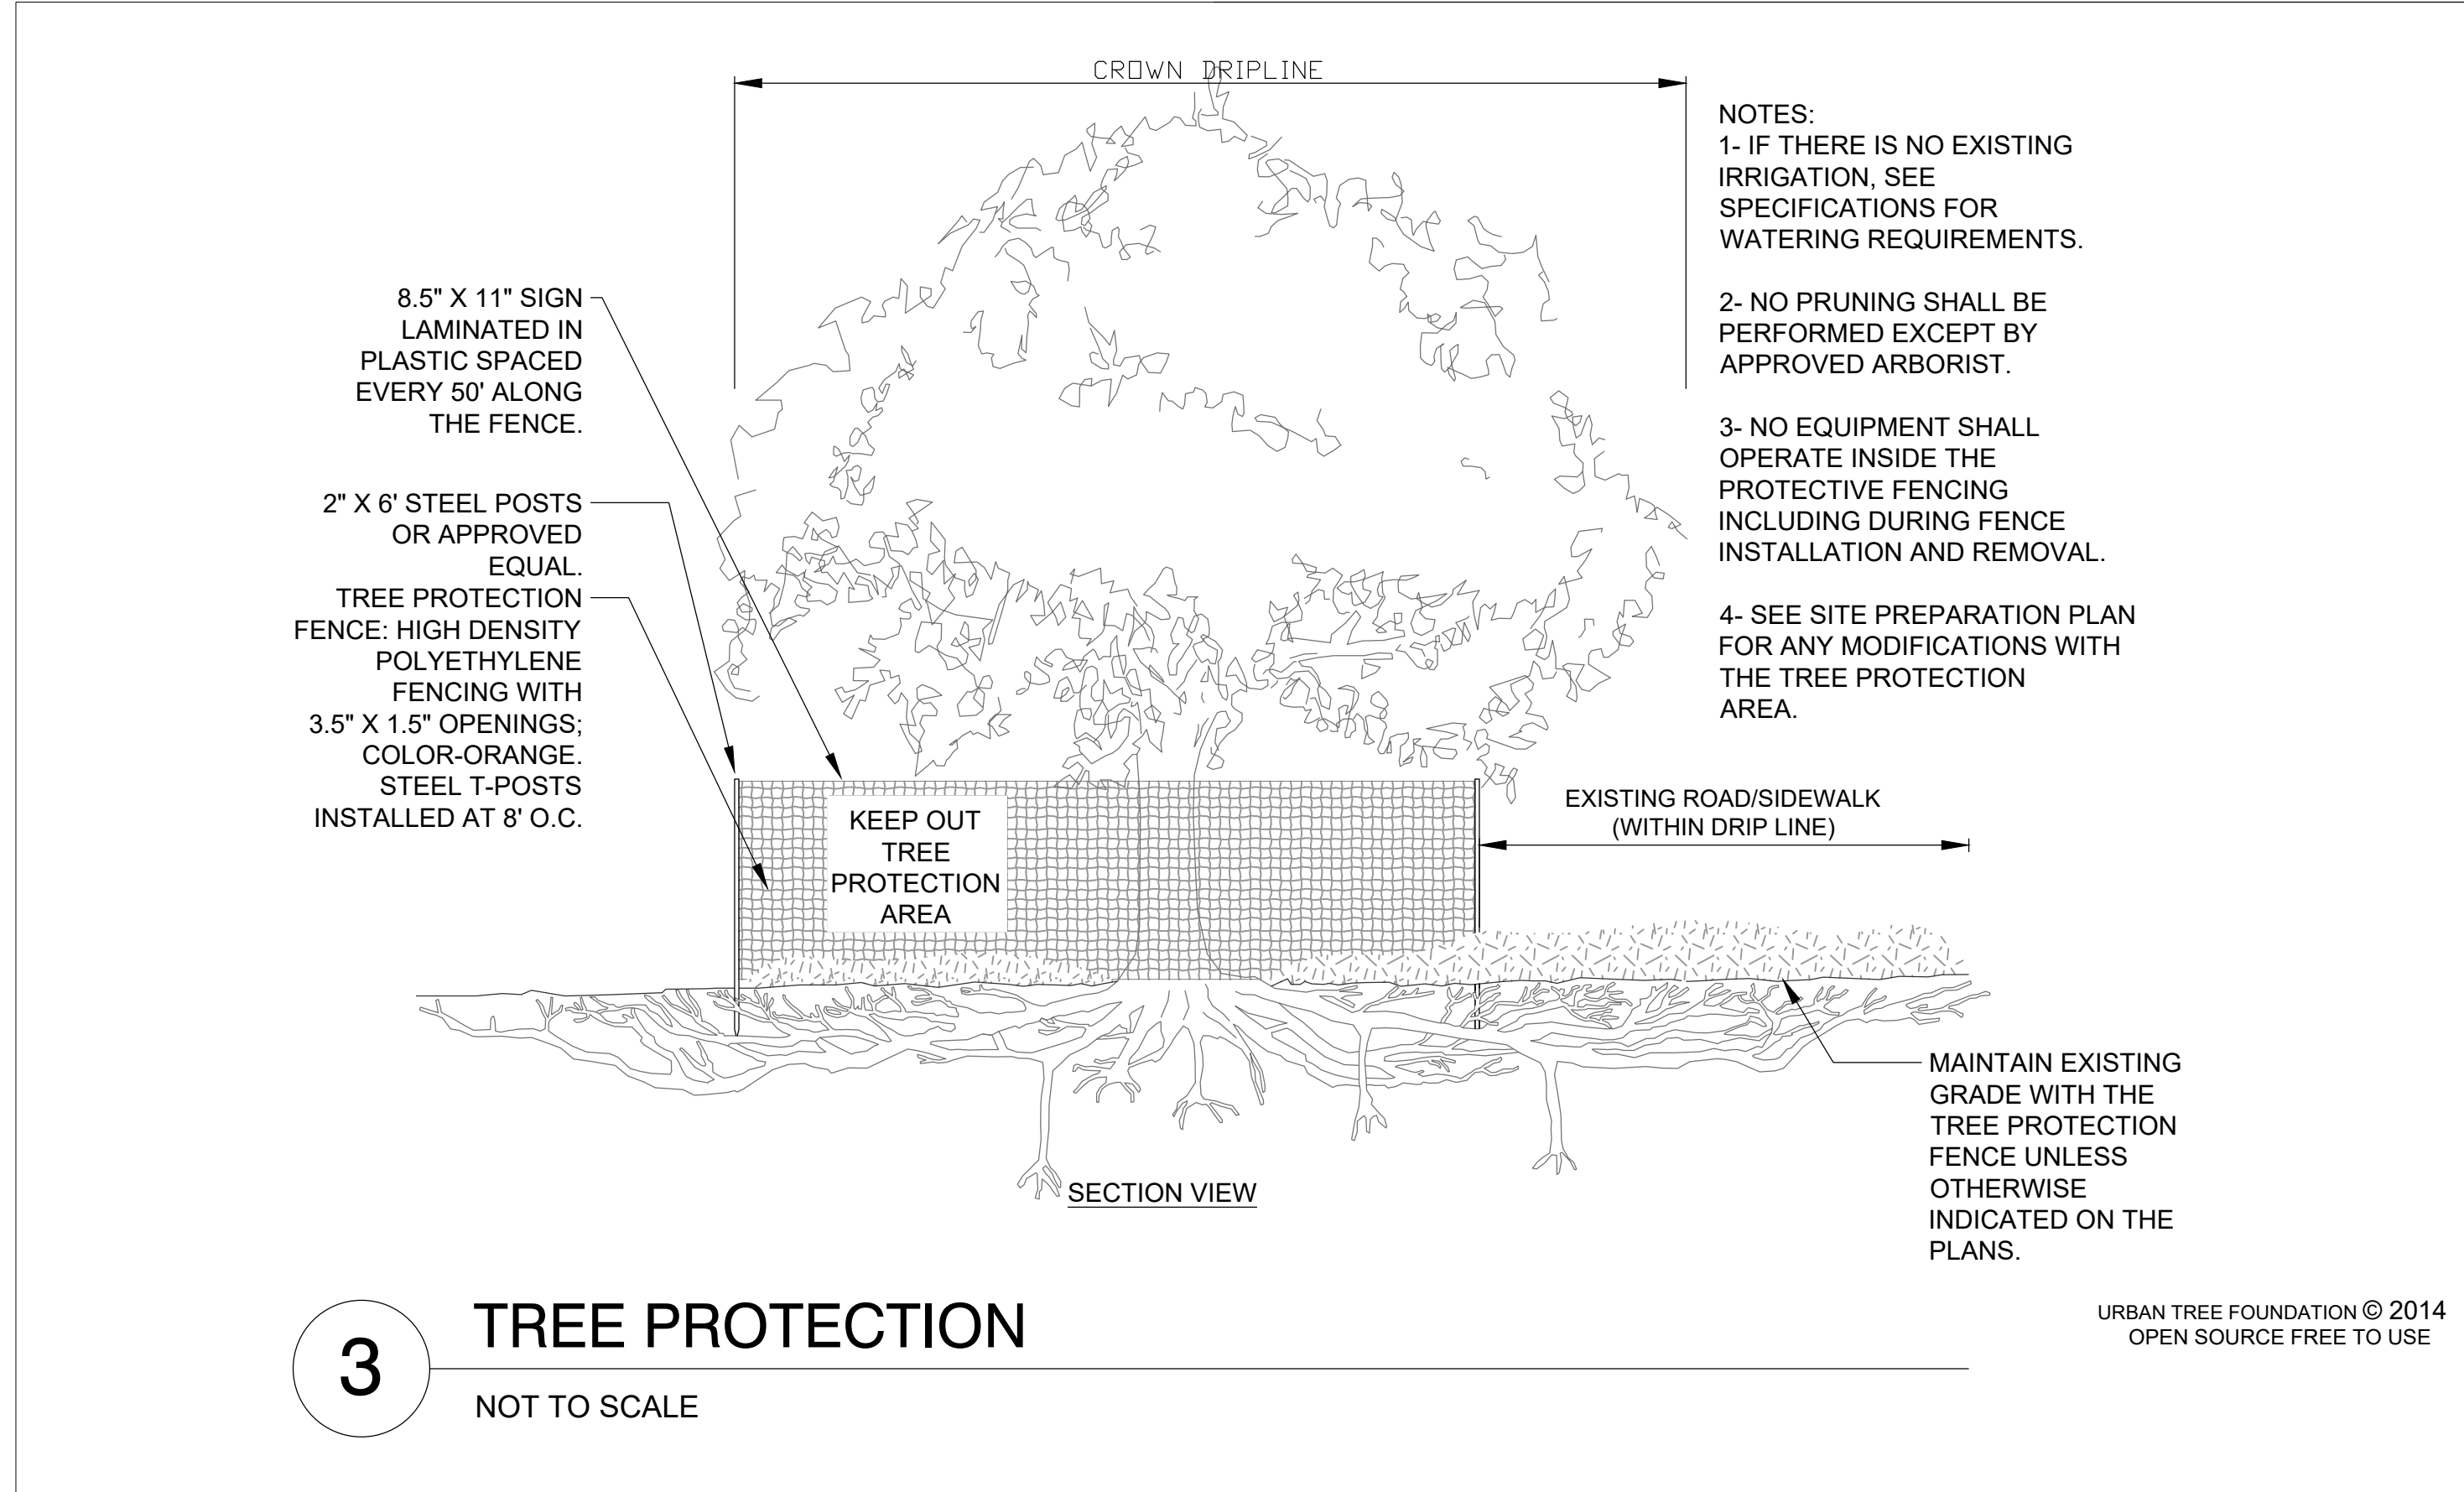 CROWN DRIPLINE
8.5" X 11" SIGN
LAMINATED IN
PLASTIC SPACED
EVERY 50' ALONG
THE FENCE.
2" X 6' STEEL POSTS
OR APPROVED
EQUAL.
TREE PROTECTION
FENCE: HIGH DENSITY
POLYETHYLENE
FENCING WITH
3.5" X 1.5" OPENINGS;
COLOR-ORANGE.
STEEL T-POSTS
INSTALLED AT 8' O.C.
KEEP OUT
TREE
PROTECTION
AREA
NOTES:
1- IF THERE IS NO EXISTING
IRRIGATION, SEE
SPECIFICATIONS FOR
WATERING REQUIREMENTS.
2- NO PRUNING SHALL BE
PERFORMED EXCEPT BY
APPROVED ARBORIST.
3- NO EQUIPMENT SHALL
OPERATE INSIDE THE
PROTECTIVE FENCING
INCLUDING DURING FENCE
INSTALLATION AND REMOVAL.
4- SEE SITE PREPARATION PLAN
FOR ANY MODIFICATIONS WITH
THE TREE PROTECTION
AREA.
EXISTING ROAD/SIDEWALK
(WITHIN DRIP LINE)
MAINTAIN EXISTING
GRADE WITH THE
TREE PROTECTION
FENCE UNLESS
OTHERWISE
INDICATED ON THE
PLANS.
SECTION VIEW
3
TREE PROTECTION
NOT TO SCALE
URBAN TREE FOUNDATION © 2014
OPEN SOURCE FREE TO USE